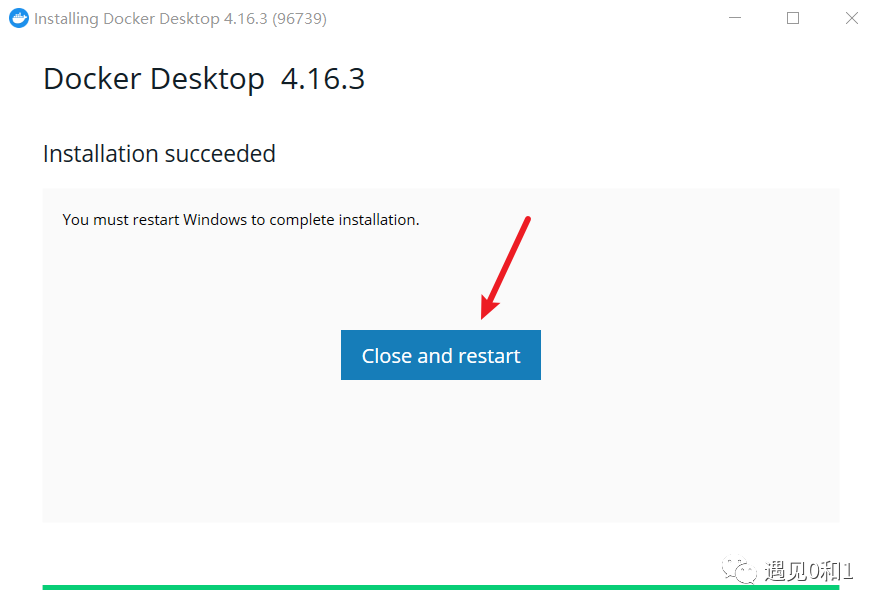 Installing Docker Desktop 4.16.3 (96739)
Docker Desktop 4.16.3
Installation succeeded
You must restart Windows to complete installation.
Close and restart
遇见0和1